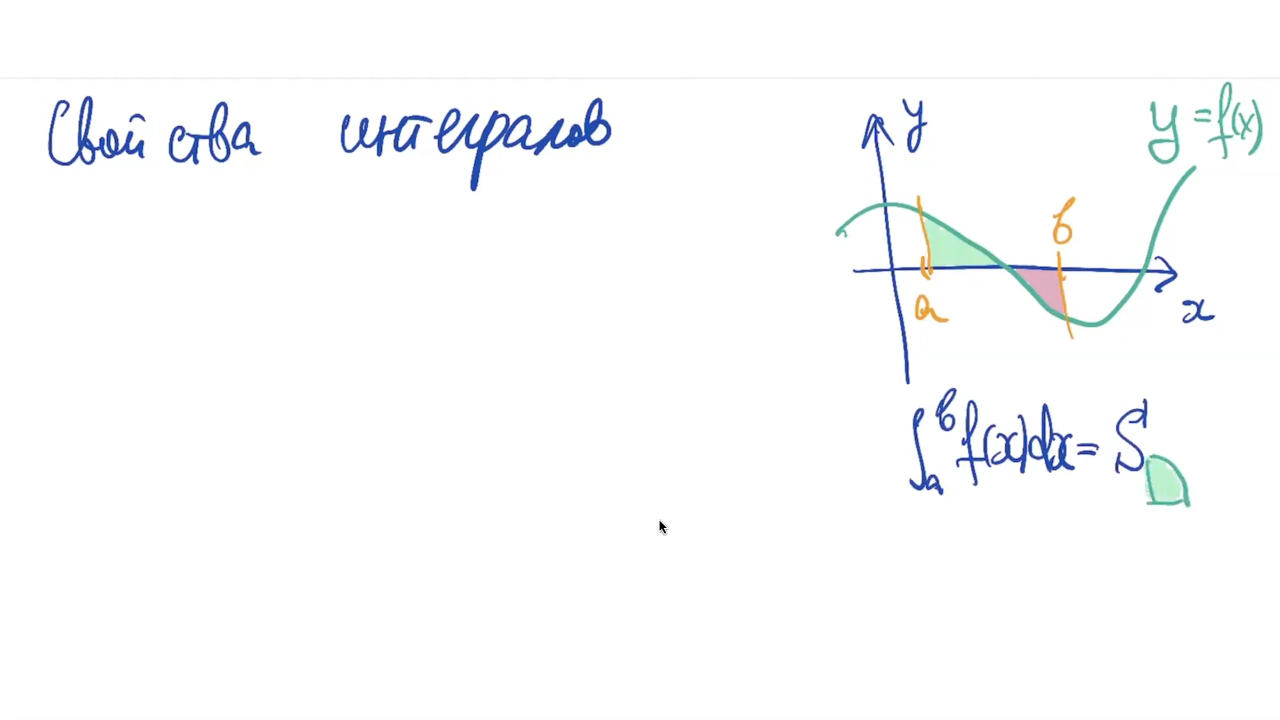 Свойства интегралов
y
y = f(x)
b
a
x
∫ₐᵇ f(x)dx = S